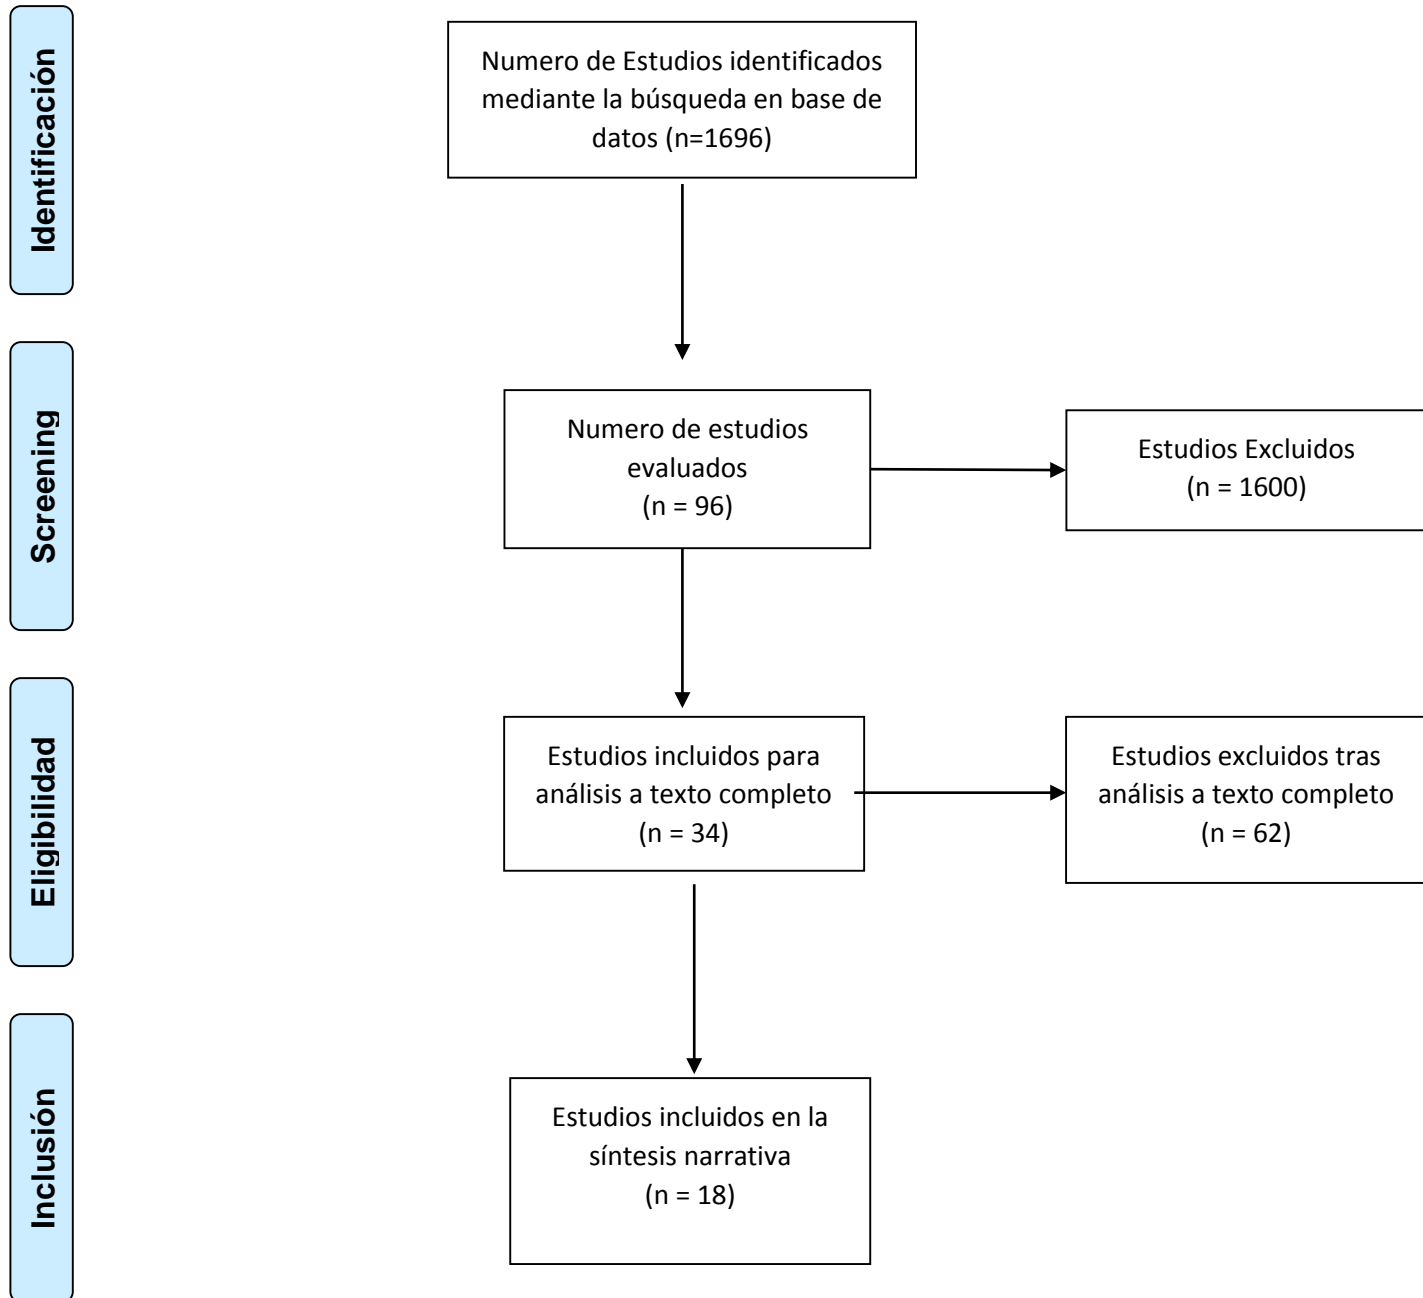 Identificación
Numero de Estudios identificados
mediante la búsqueda en base de
datos (n=1696)
Screening
Numero de estudios
evaluados
(n = 96)
Estudios Excluidos
(n = 1600)
Eligibilidad
Estudios incluidos para
análisis a texto completo
(n = 34)
Estudios excluidos tras
análisis a texto completo
(n = 62)
Inclusión
Estudios incluidos en la
síntesis narrativa
(n = 18)